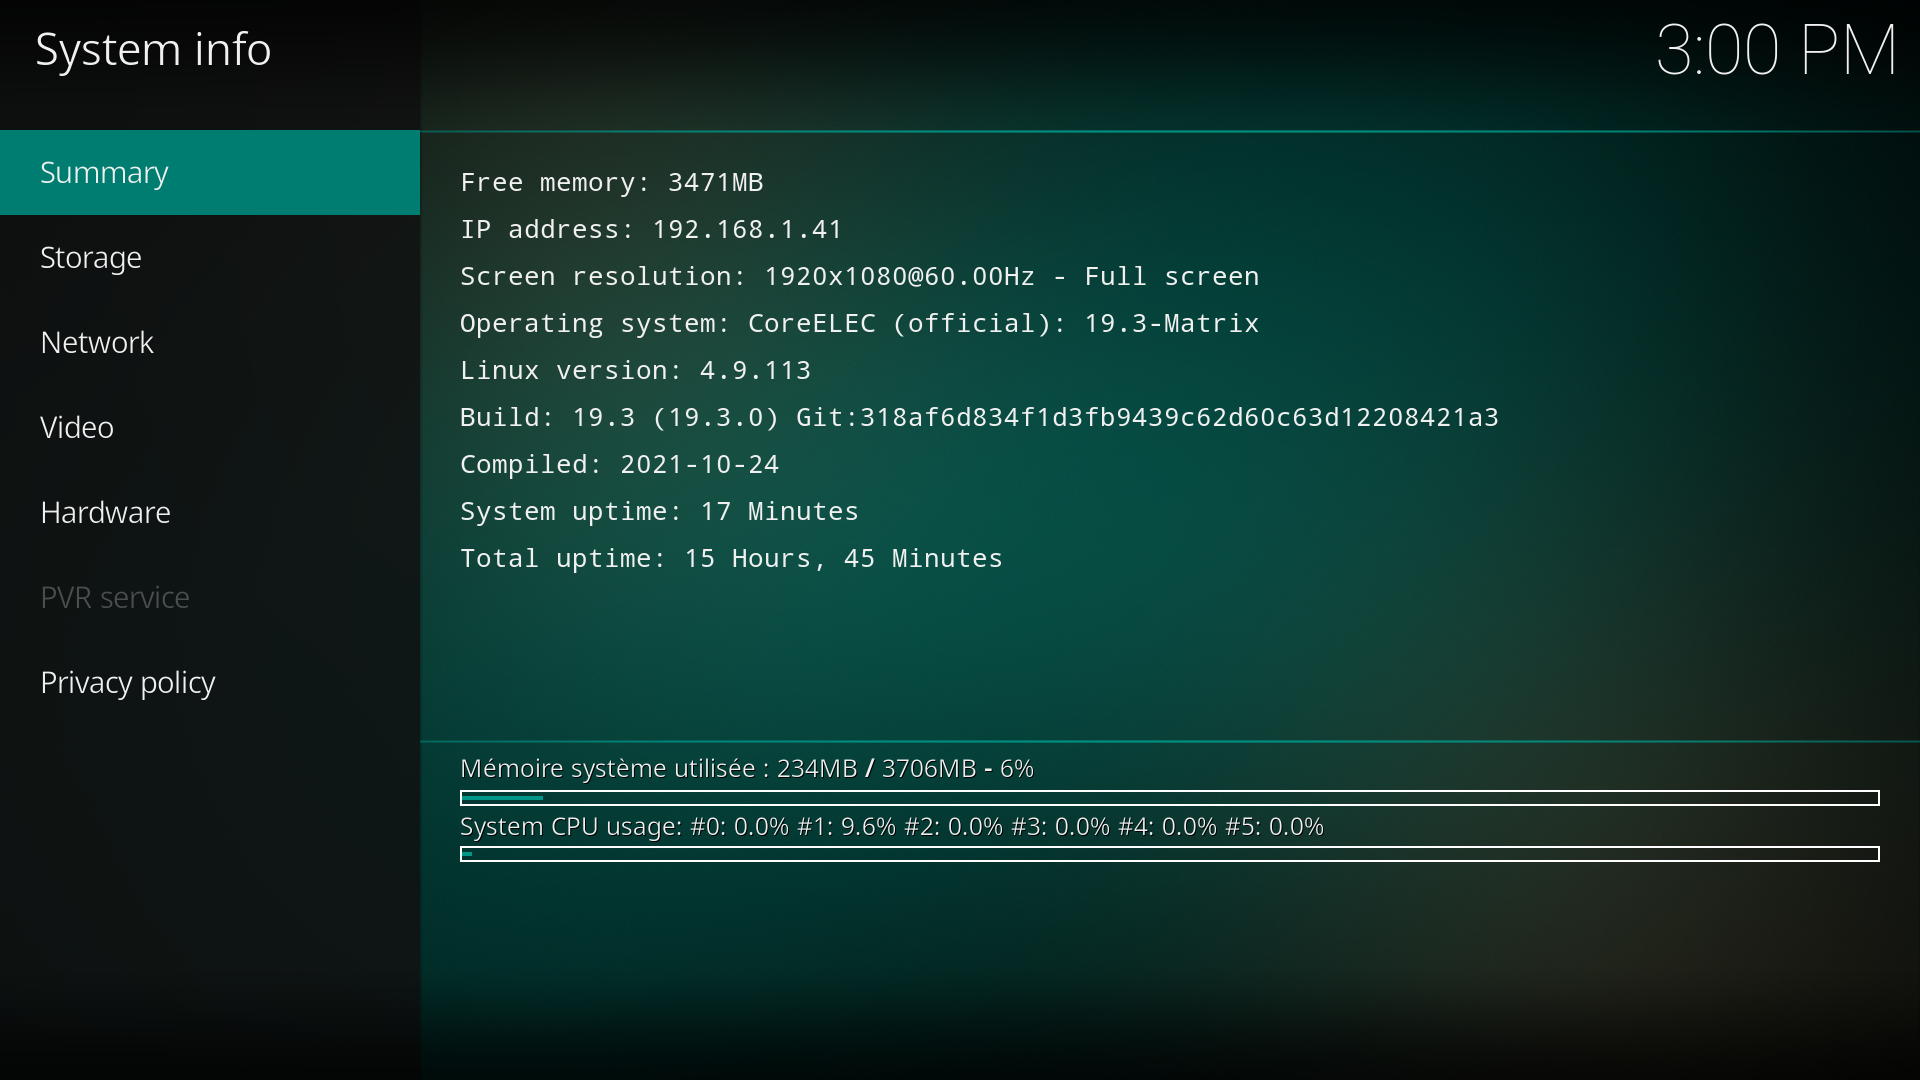 System info
3:00 PM
Summary
Storage
Network
Video
Hardware
PVR service
Privacy policy
Free memory: 3471MB
IP address: 192.168.1.41
Screen resolution: 1920x1080@60.00Hz - Full screen
Operating system: CoreELEC (official): 19.3-Matrix
Linux version: 4.9.113
Build: 19.3 (19.3.0) Git:318af6d834f1d3fb9439c62d60c63d12208421a3
Compiled: 2021-10-24
System uptime: 17 Minutes
Total uptime: 15 Hours, 45 Minutes
Mémoire système utilisée : 234MB / 3706MB - 6%
System CPU usage: #0: 0.0% #1: 9.6% #2: 0.0% #3: 0.0% #4: 0.0% #5: 0.0%